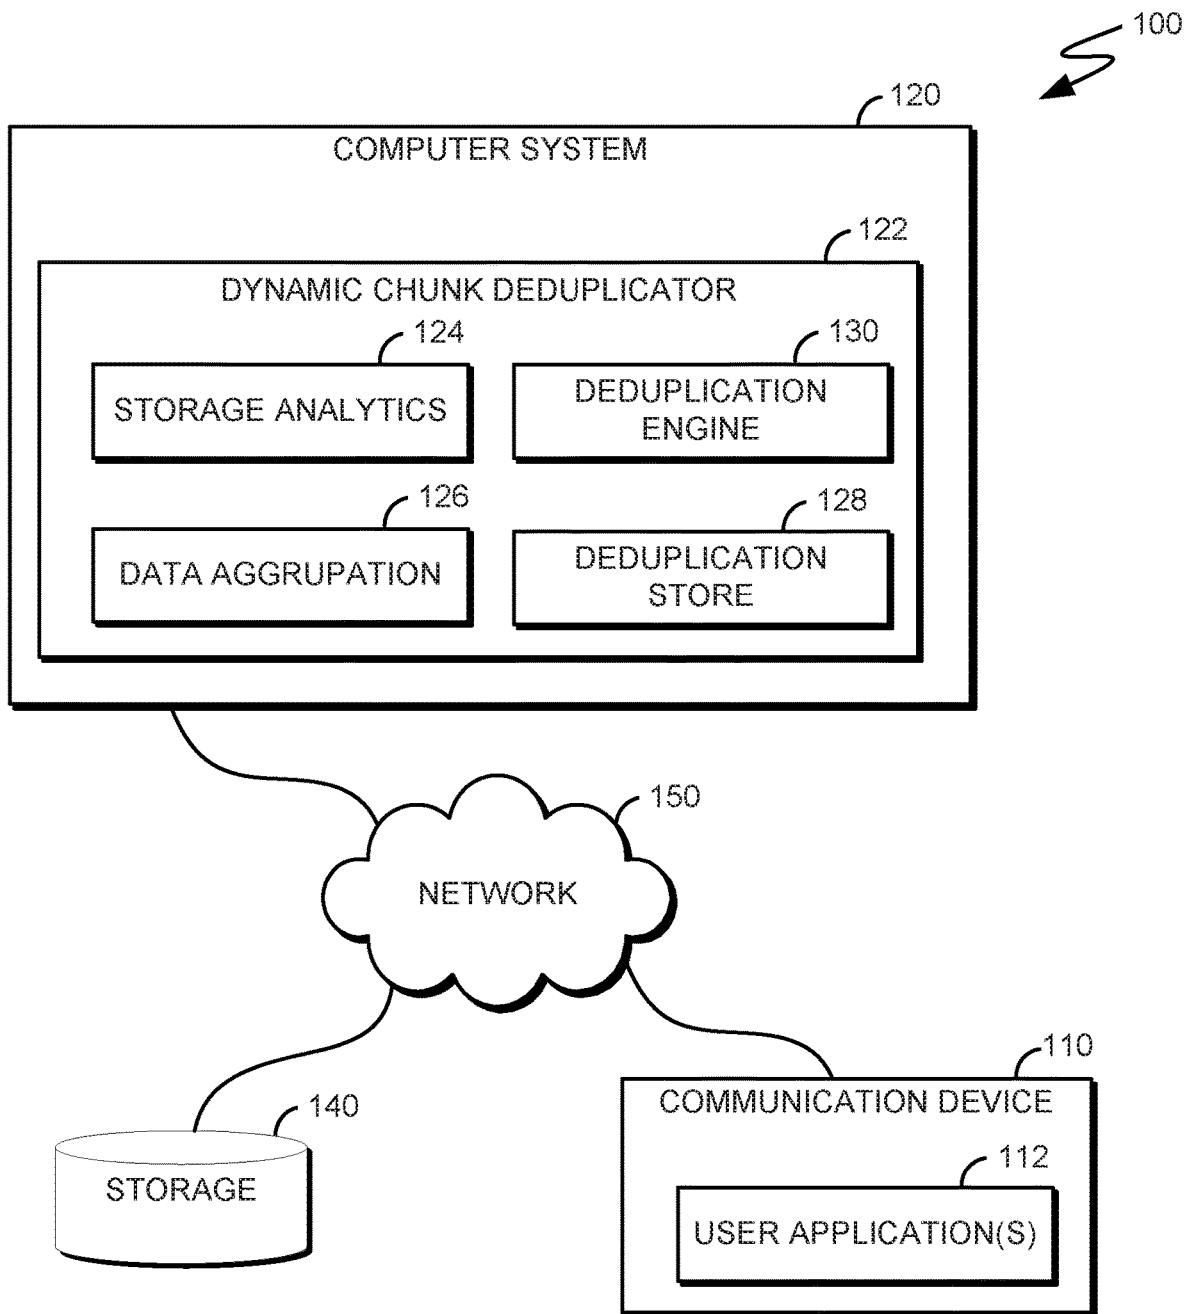 100
120
COMPUTER SYSTEM
122
DYNAMIC CHUNK DEDUPLICATOR
124
STORAGE ANALYTICS
130
DEDUPLICATION
ENGINE
126
DATA AGGRUPATION
128
DEDUPLICATION
STORE
150
NETWORK
140
STORAGE
110
COMMUNICATION DEVICE
112
USER APPLICATION(S)